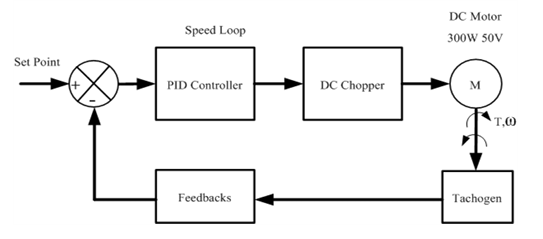 DC Motor
300W 50V
Speed Loop
Set Point
+
-
PID Controller
DC Chopper
M
T,ω
Feedbacks
Tachogen